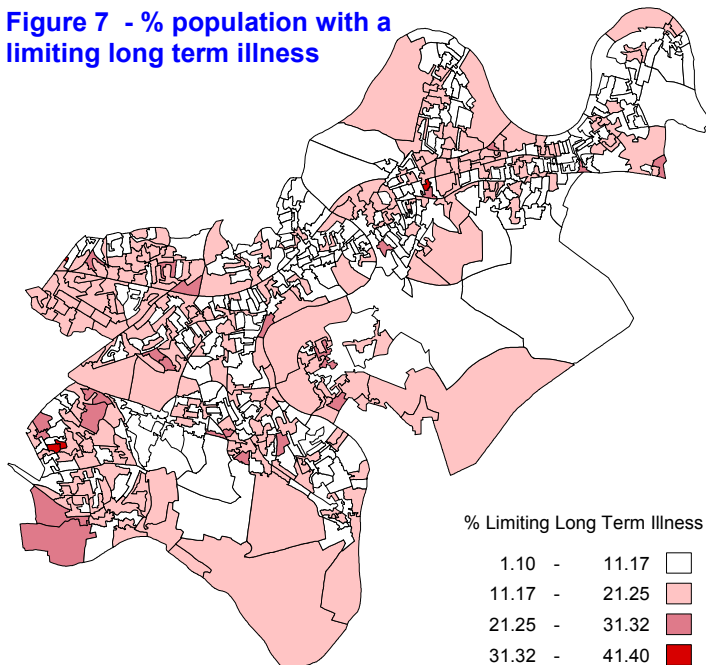 Figure 7 - % population with a
limiting long term illness
% Limiting Long Term Illness
1.10 - 11.17
11.17 - 21.25
21.25 - 31.32
31.32 - 41.40